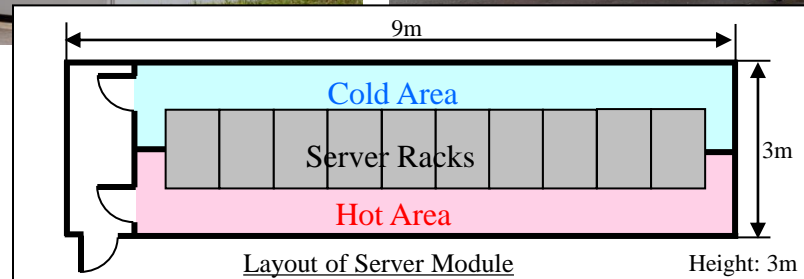 9m
Cold Area
Server Racks
3m
Hot Area
Layout of Server Module
Height: 3m